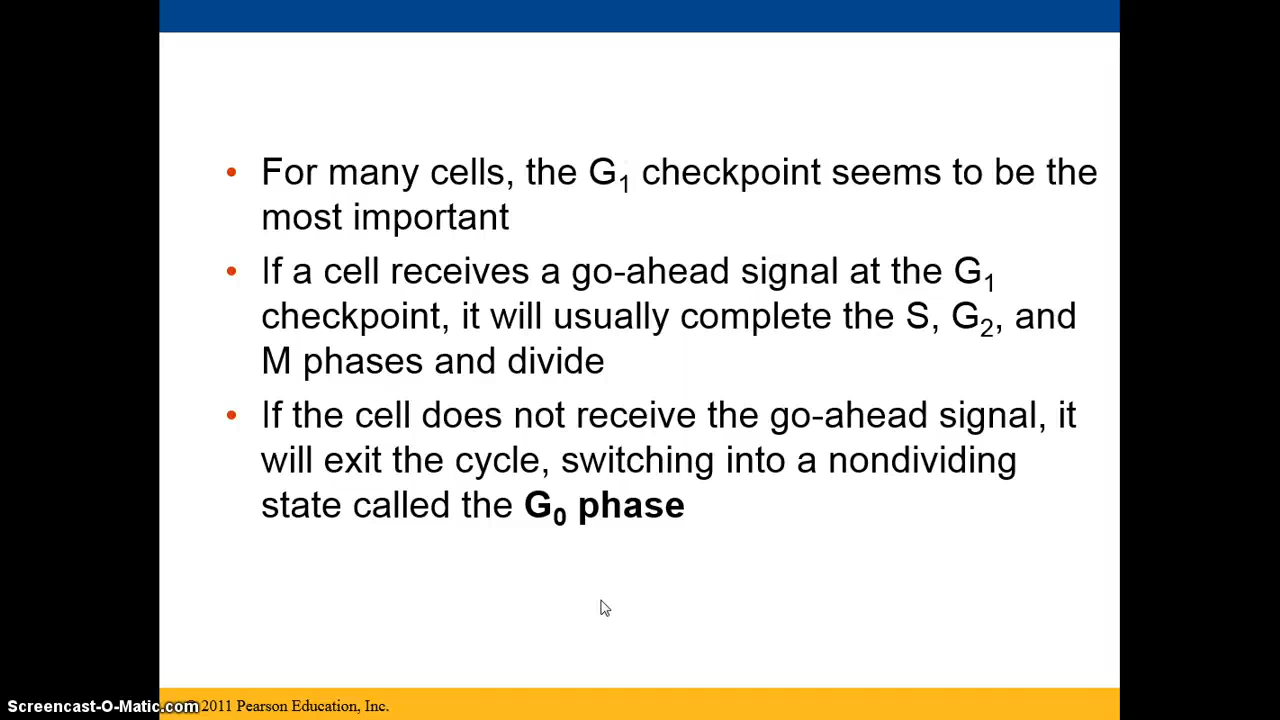 • For many cells, the G₁ checkpoint seems to be the
most important
• If a cell receives a go-ahead signal at the G₁
checkpoint, it will usually complete the S, G₂, and
M phases and divide
• If the cell does not receive the go-ahead signal, it
will exit the cycle, switching into a nondividing
state called the G₀ phase
Screencast-O-Matic.com
2011 Pearson Education, Inc.